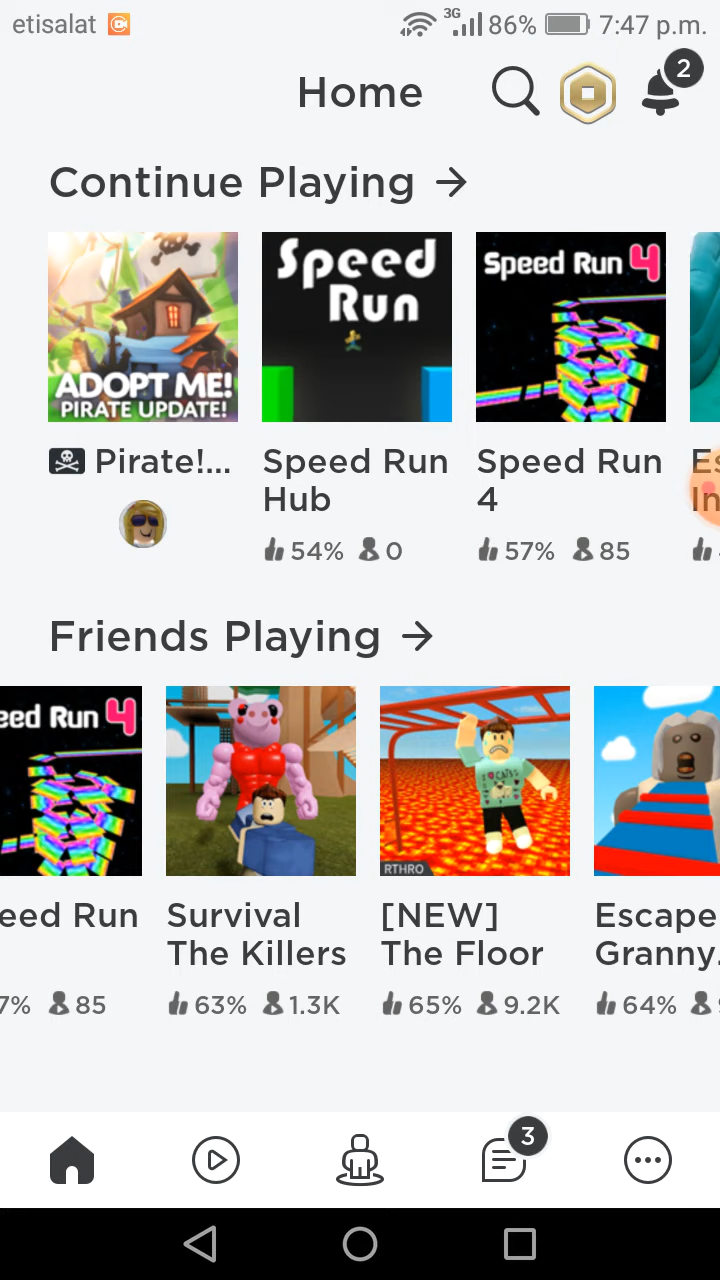 etisalat 3G 86% 7:47 p.m.
Home 2
Continue Playing →
ADOPT ME!
PIRATE UPDATE!
Speed
Run
Speed Run 4
Pirate!...
Speed Run
Hub
54% 0
Speed Run
4
57% 85
Es
In
Friends Playing →
eed Run 4
RTHRO
eed Run
7% 85
Survival
The Killers
63% 1.3K
[NEW]
The Floor
65% 9.2K
Escape
Granny.
64%
3